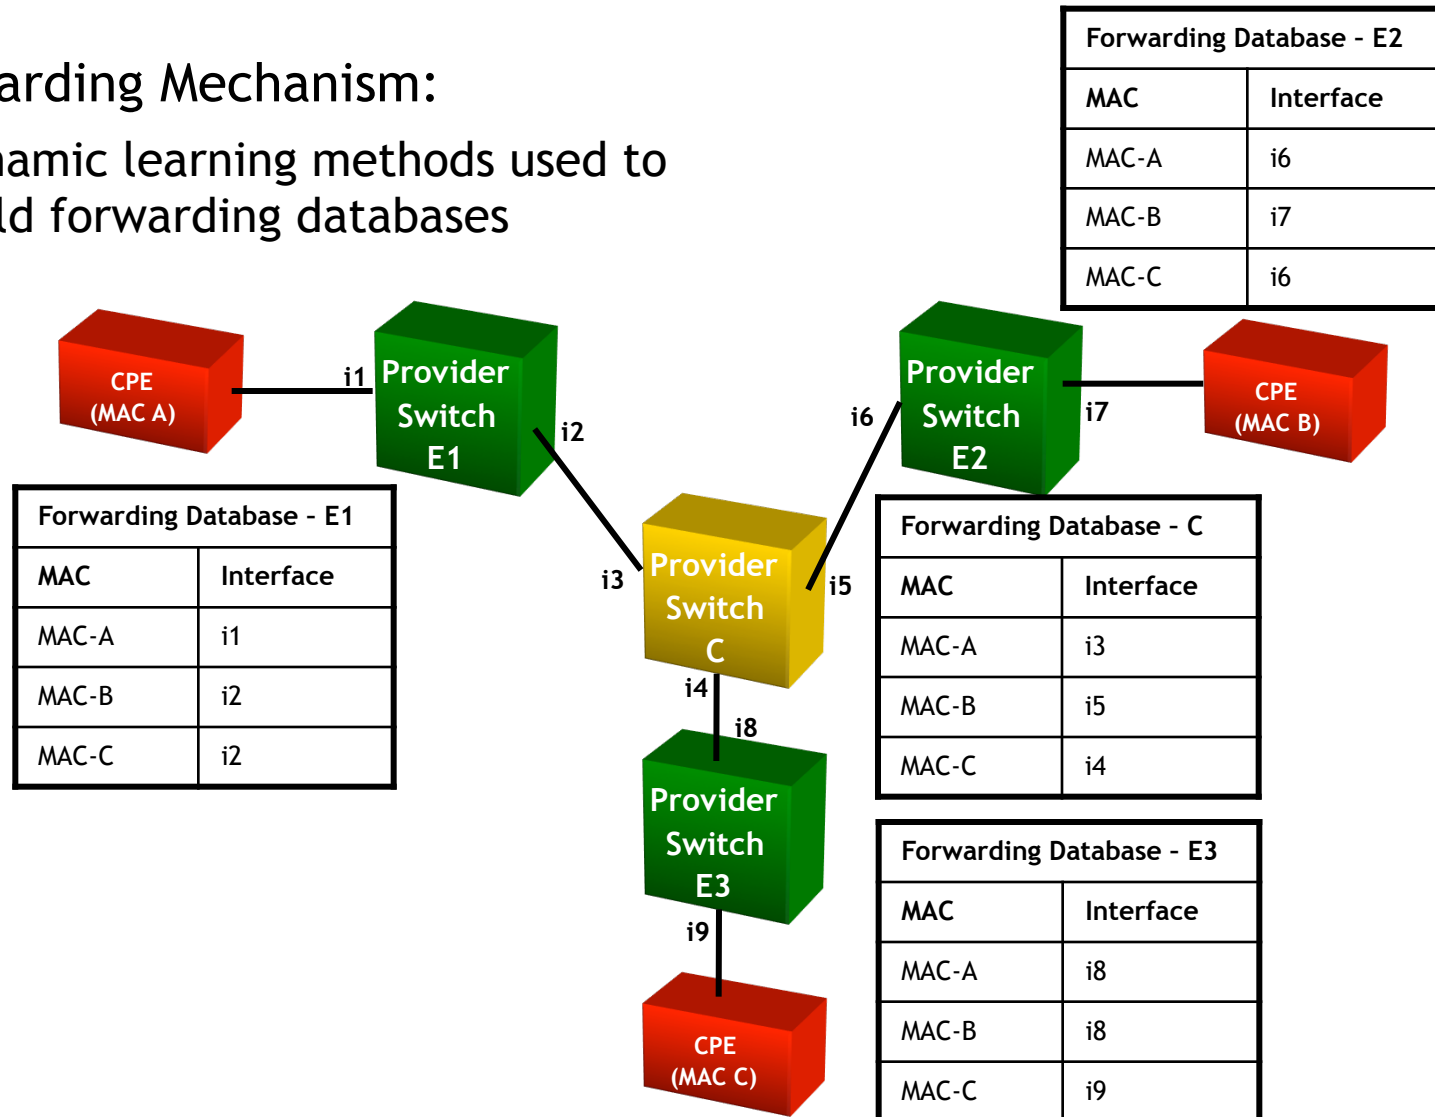 arding Mechanism:
namic learning methods used to
ld forwarding databases
Forwarding Database – E2
MAC Interface
MAC-A i6
MAC-B i7
MAC-C i6
CPE
(MAC A)
i1
Provider
Switch
E1
i2
i6
Provider
Switch
E2
i7
CPE
(MAC B)
Forwarding Database – E1
MAC Interface
MAC-A i1
MAC-B i2
MAC-C i2
i3
Provider
Switch
C
i5
i4
Forwarding Database – C
MAC Interface
MAC-A i3
MAC-B i5
MAC-C i4
i8
Provider
Switch
E3
i9
CPE
(MAC C)
Forwarding Database – E3
MAC Interface
MAC-A i8
MAC-B i8
MAC-C i9